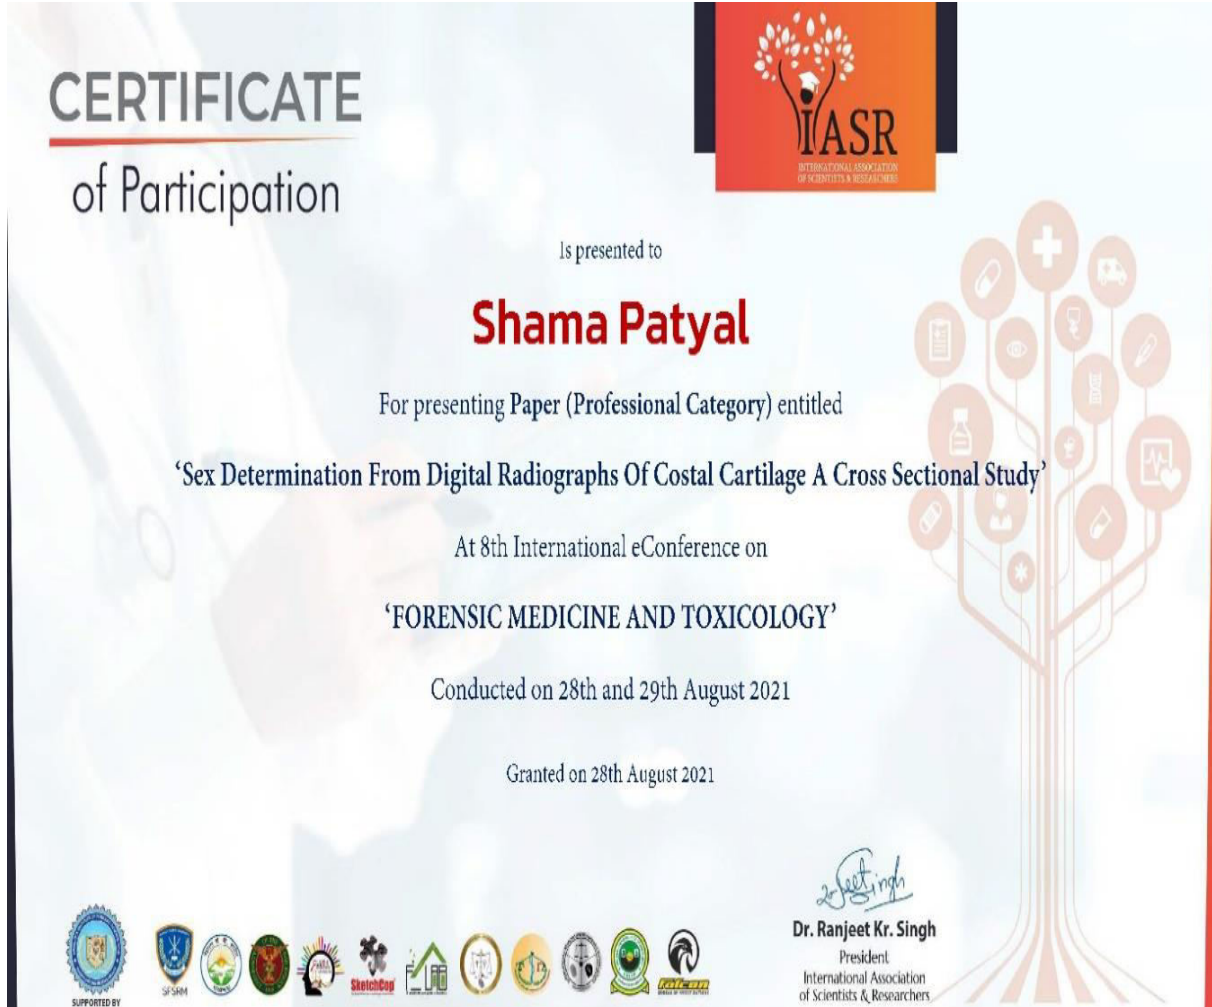 CERTIFICATE
of Participation
IASR
INTERNATIONAL ASSOCIATION
OF SCIENTISTS & RESEARCHERS
Is presented to
Shama Patyal
For presenting Paper (Professional Category) entitled
‘Sex Determination From Digital Radiographs Of Costal Cartilage A Cross Sectional Study’
At 8th International eConference on
‘FORENSIC MEDICINE AND TOXICOLOGY’
Conducted on 28th and 29th August 2021
Granted on 28th August 2021
Dr. Ranjeet Kr. Singh
President
International Association
of Scientists & Researchers
SUPPORTED BY
SFSRM
SketchCop
falcon